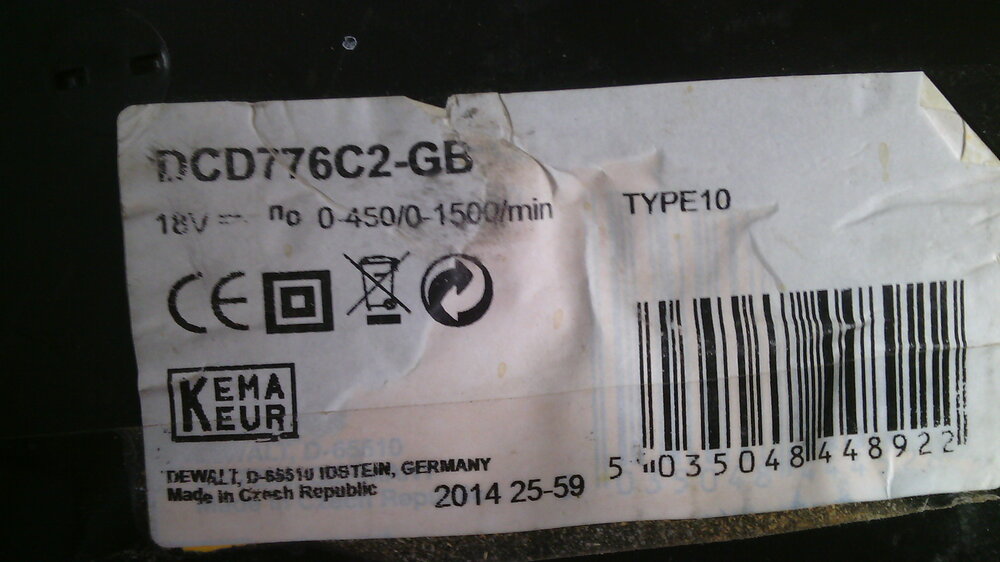 DCD776C2-GB
18V ⎓ no 0-450/0-1500/min
TYPE10
CE
KEMA
KEUR
DEWALT, D-65510 IDSTEIN, GERMANY
Made in Czech Republic
2014 25-59
5 035048 448922